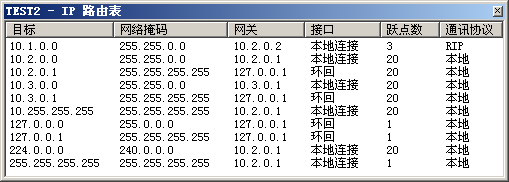 TEST2 - IP 路由表
目标 网络掩码 网关 接口 跃点数 通讯协议
10.1.0.0 255.255.0.0 10.2.0.2 本地连接 3 RIP
10.2.0.0 255.255.0.0 10.2.0.1 本地连接 20 本地
10.2.0.1 255.255.255.255 127.0.0.1 环回 20 本地
10.3.0.0 255.255.0.0 10.3.0.1 本地连接 20 本地
10.3.0.1 255.255.255.255 127.0.0.1 环回 20 本地
10.255.255.255 255.255.255.255 10.2.0.1 本地连接 20 本地
127.0.0.0 255.0.0.0 127.0.0.1 环回 1 本地
127.0.0.1 255.255.255.255 127.0.0.1 环回 1 本地
224.0.0.0 240.0.0.0 10.2.0.1 本地连接 20 本地
255.255.255.255 255.255.255.255 10.2.0.1 本地连接 1 本地